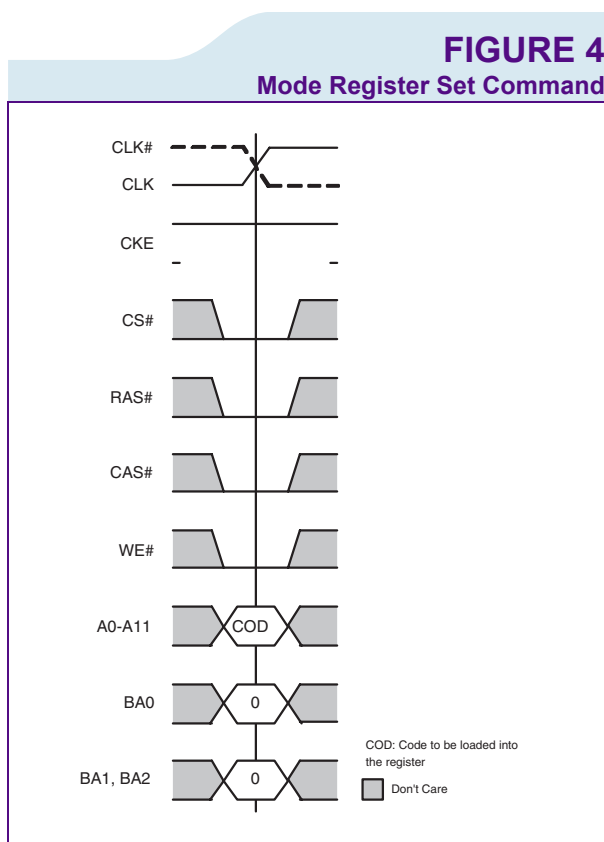 FIGURE 4
Mode Register Set Command
CLK#
CLK
CKE
CS#
RAS#
CAS#
WE#
A0-A11
COD
BA0
0
BA1, BA2
0
COD: Code to be loaded into
the register
Don't Care